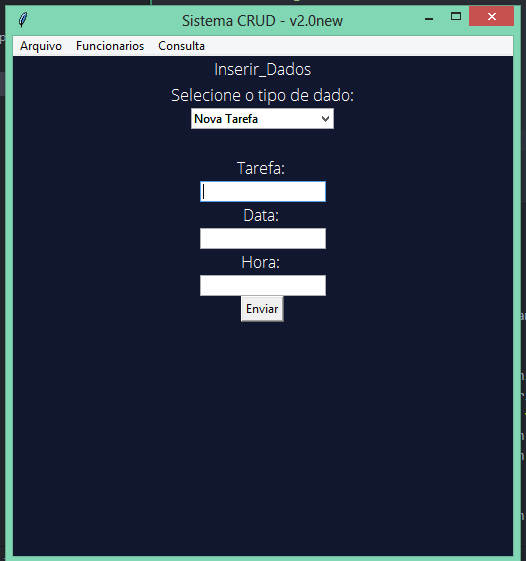 Sistema CRUD - v2.0new
Arquivo Funcionarios Consulta
Inserir_Dados
Selecione o tipo de dado:
Nova Tarefa
Tarefa:
Data:
Hora:
Enviar